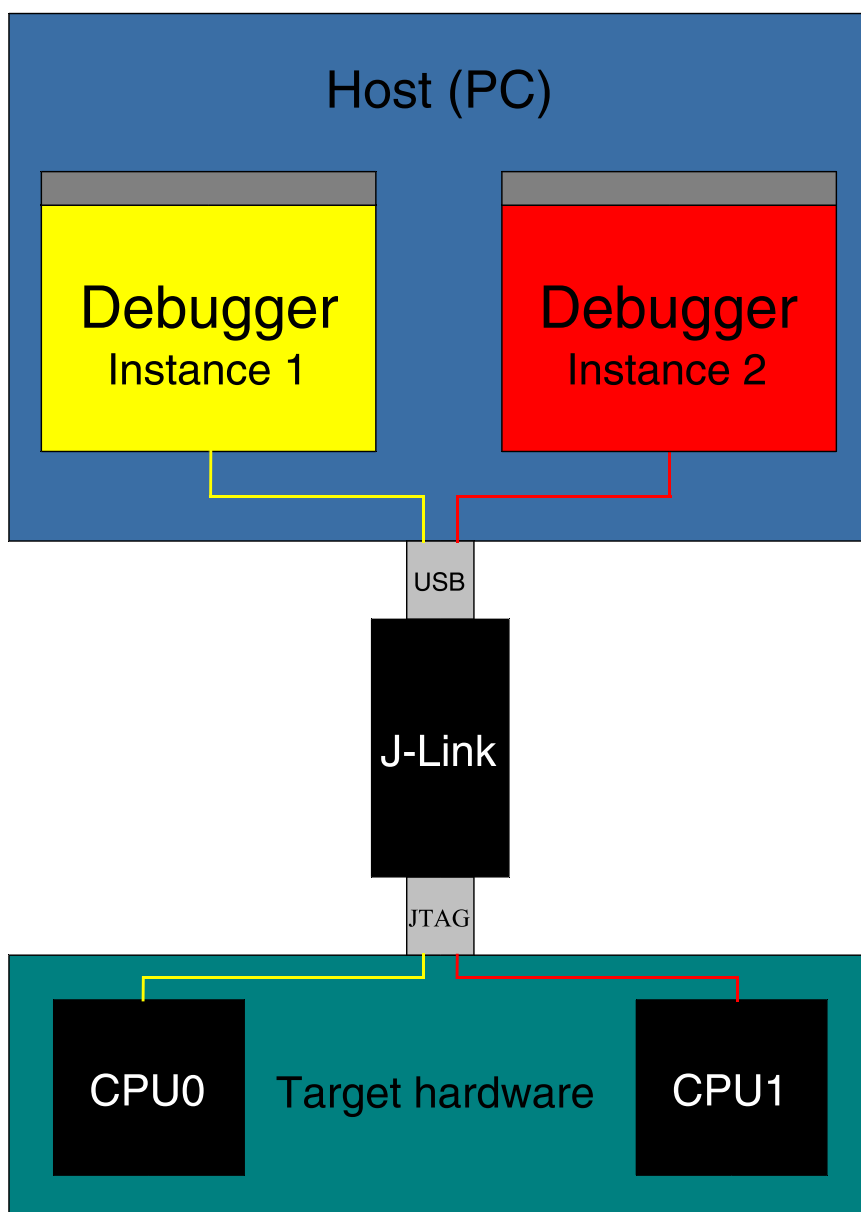 Host (PC)
Debugger
Instance 1
Debugger
Instance 2
USB
J-Link
JTAG
CPU0
Target hardware
CPU1